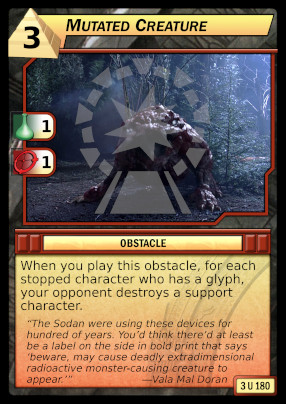 3
MUTATED CREATURE
1
1
OBSTACLE
When you play this obstacle, for each
stopped character who has a glyph,
your opponent destroys a support
character.
"The Sodan were using these devices for
hundred of years. You'd think there'd at least
be a label on the side in bold print that says
'beware, may cause deadly extradimensional
radioactive monster-causing creature to
appear.'" —Vala Mal Doran
3 U 180